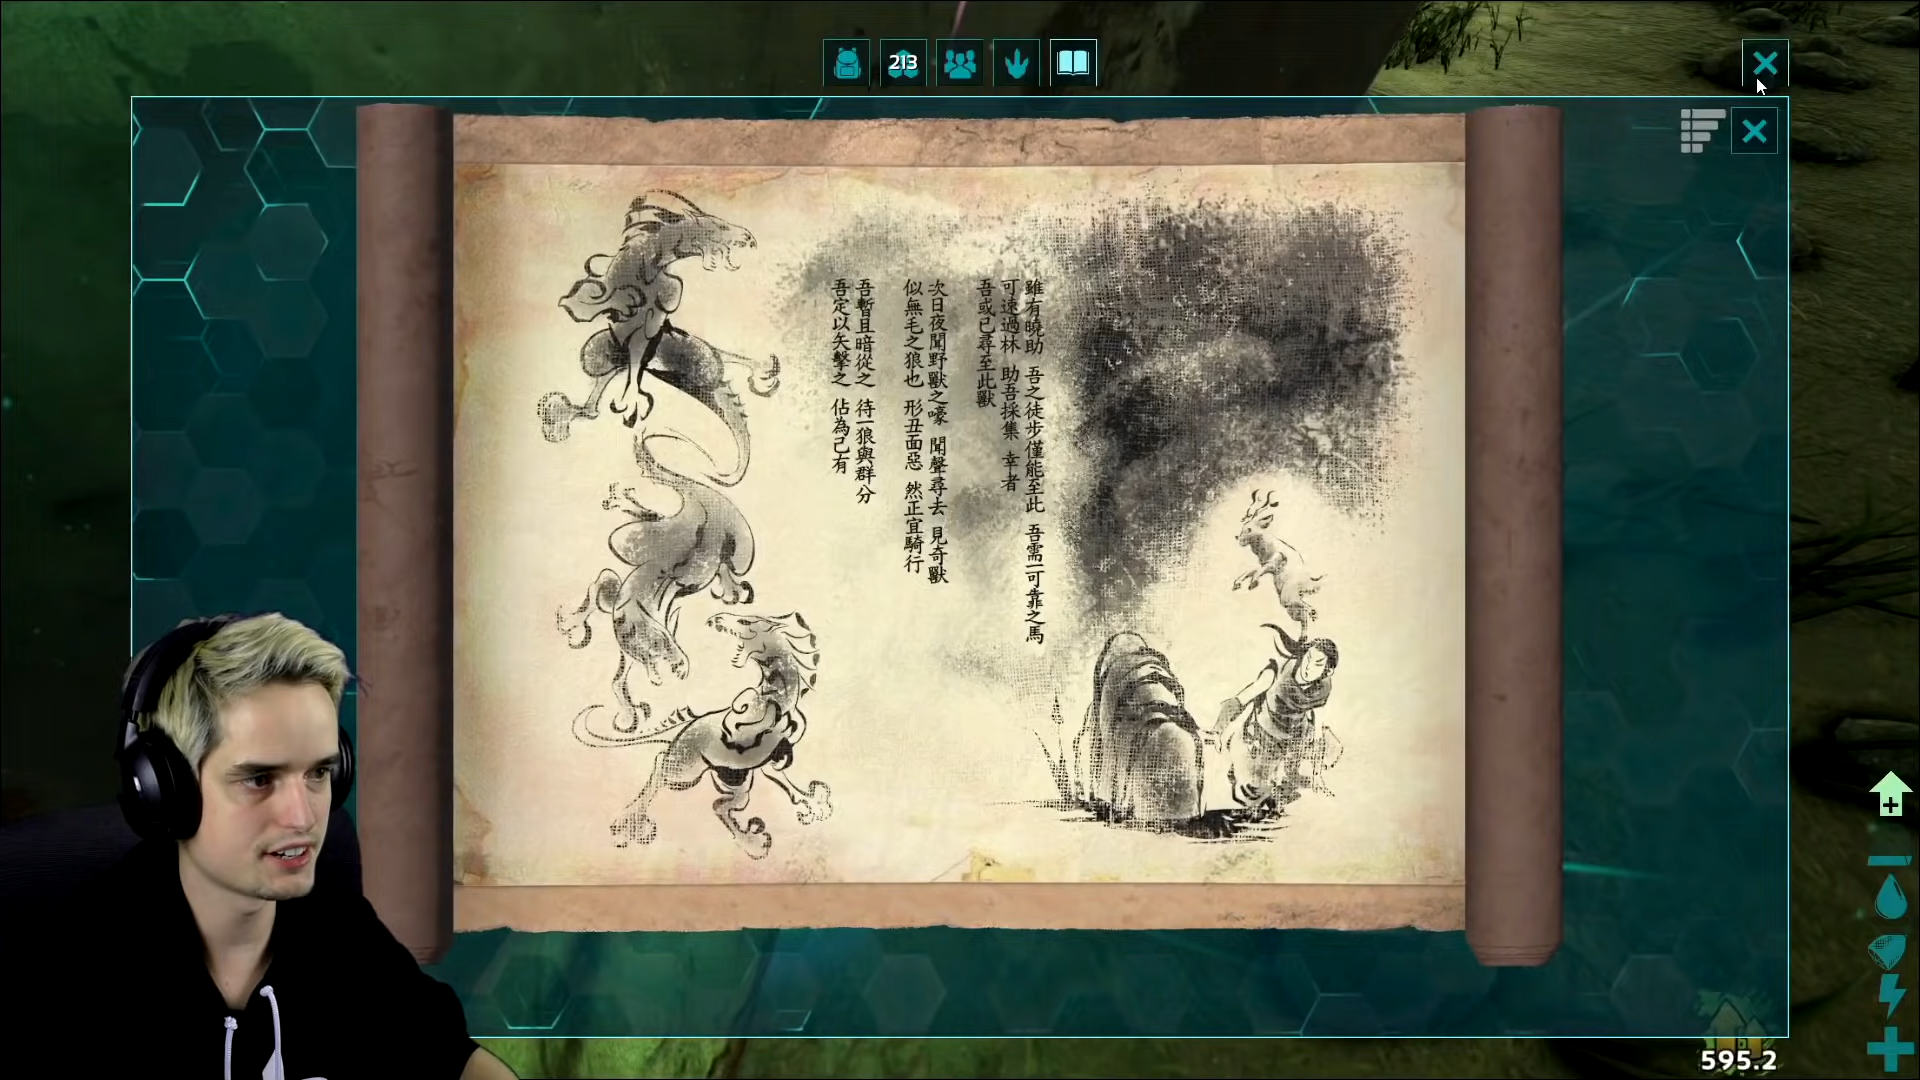 213
雖有曉助 吾之徒步僅能至此 吾需一可靠之馬
可速過林 助吾採集 幸者
吾或已尋至此獸
次日夜聞野獸之嚎 聞聲尋去 見奇獸
似無毛之狼也 形丑面惡 然正宜騎行
吾暫且暗從之 待一狼與群分
吾定以矢擊之 佔為己有
595.2